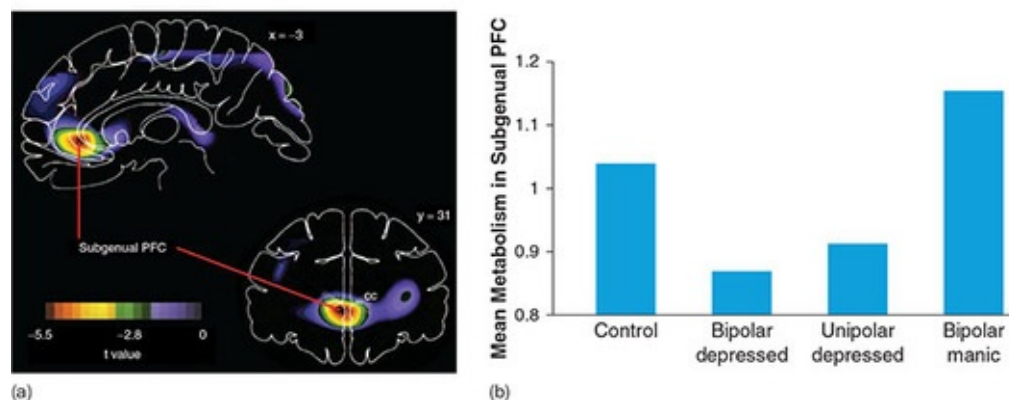 x = -3
y = 31
Subgenual PFC
cc
-5.5
-2.8
0
t value
(a)
Mean Metabolism in Subgenual PFC
1.2
1.1
1
0.9
0.8
Control
Bipolar
depressed
Unipolar
depressed
Bipolar
manic
(b)